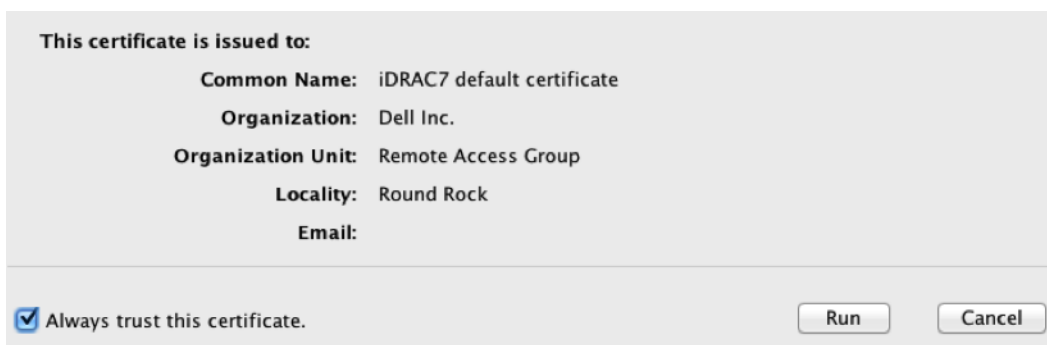 This certificate is issued to:
Common Name: iDRAC7 default certificate
Organization: Dell Inc.
Organization Unit: Remote Access Group
Locality: Round Rock
Email:
Always trust this certificate. Run Cancel